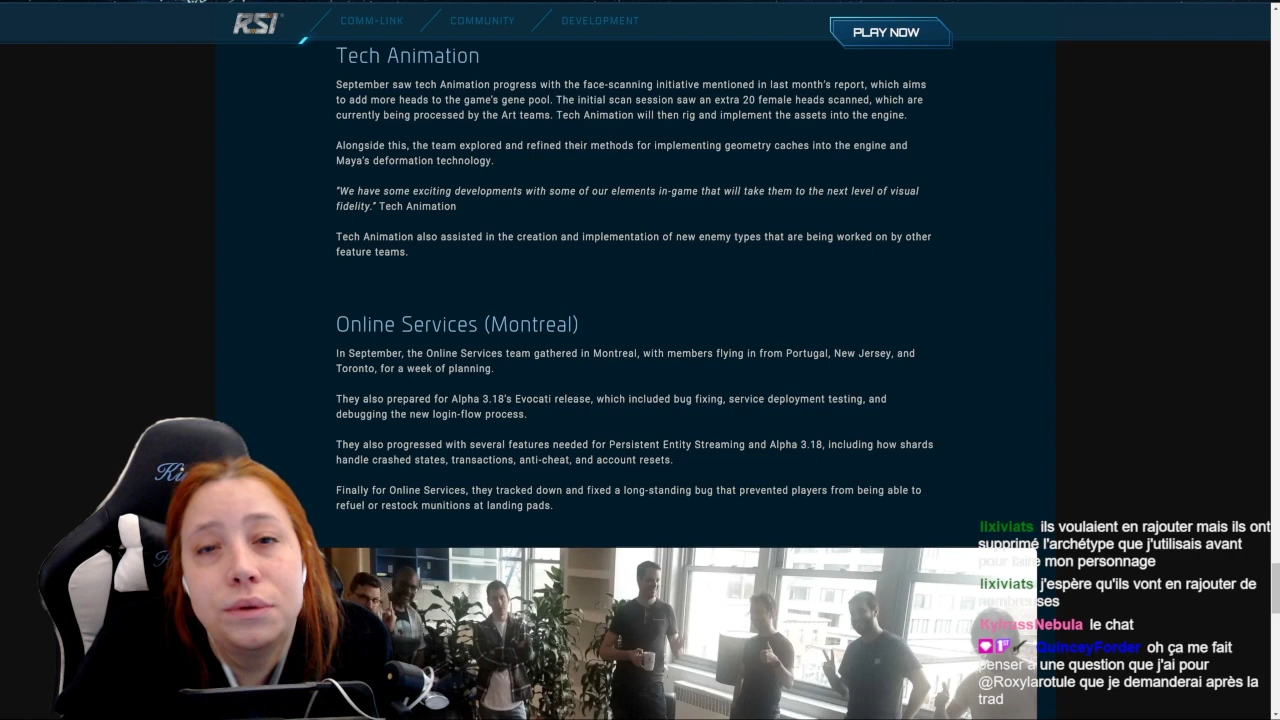 RSI
COMM-LINK
COMMUNITY
DEVELOPMENT
PLAY NOW
Tech Animation
September saw tech Animation progress with the face-scanning initiative mentioned in last month's report, which aims
to add more heads to the game's gene pool. The initial scan session saw an extra 20 female heads scanned, which are
currently being processed by the Art teams. Tech Animation will then rig and implement the assets into the engine.
Alongside this, the team explored and refined their methods for implementing geometry caches into the engine and
Maya's deformation technology.
"We have some exciting developments with some of our elements in-game that will take them to the next level of visual
fidelity." Tech Animation
Tech Animation also assisted in the creation and implementation of new enemy types that are being worked on by other
feature teams.
Online Services (Montreal)
In September, the Online Services team gathered in Montreal, with members flying in from Portugal, New Jersey, and
Toronto, for a week of planning.
They also prepared for Alpha 3.18's Evocati release, which included bug fixing, service deployment testing, and
debugging the new login-flow process.
They also progressed with several features needed for Persistent Entity Streaming and Alpha 3.18, including how shards
handle crashed states, transactions, anti-cheat, and account resets.
Finally for Online Services, they tracked down and fixed a long-standing bug that prevented players from being able to
refuel or restock munitions at landing pads.
lixiviats ils voulaient en rajouter mais ils ont
supprimé l'archétype que j'utilisais avant
pour faire mon personnage
lixiviats j'espère qu'ils vont en rajouter de
nombreuses
KyirussNebula le chat
QuinceyForder oh ça me fait
penser à une question que j'ai pour
@Roxylarotule que je demanderai après la
trad